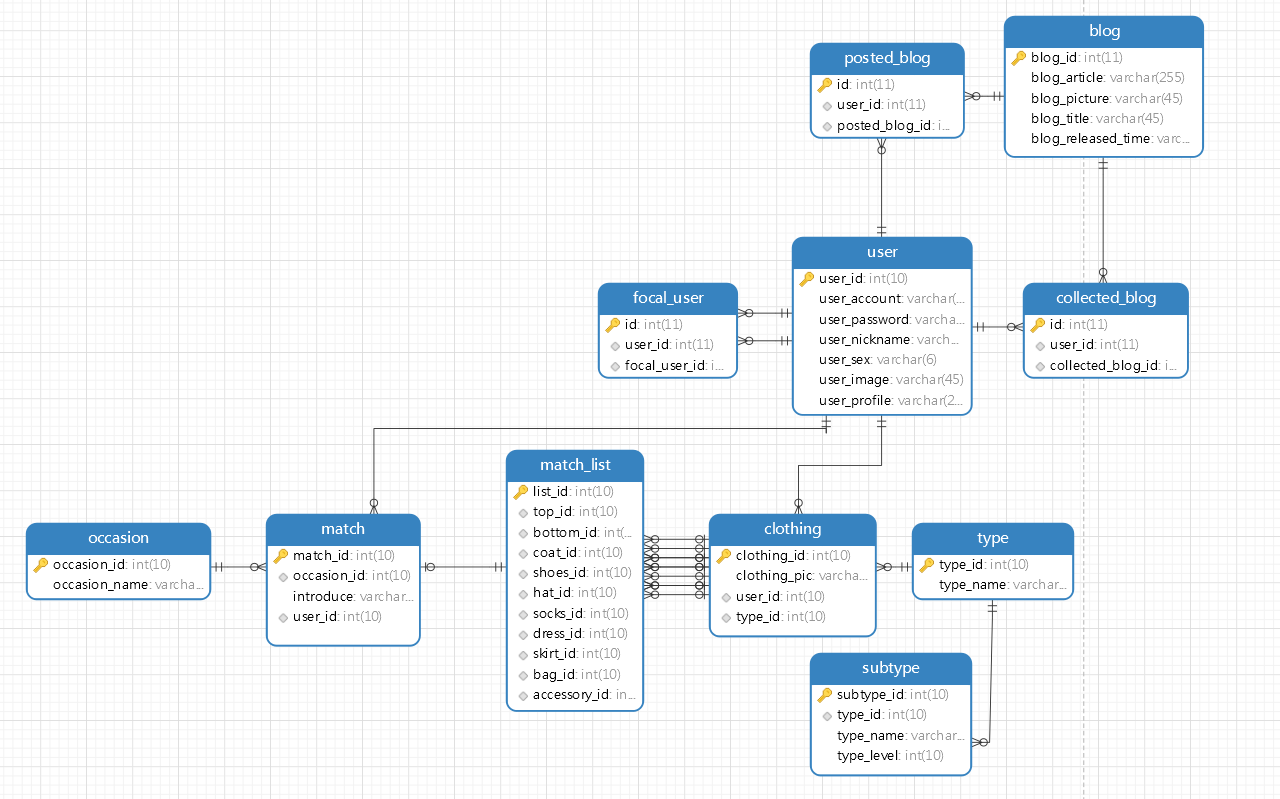 blog
blog_id: int(11)
blog_article: varchar(255)
blog_picture: varchar(45)
blog_title: varchar(45)
blog_released_time: varc...
posted_blog
id: int(11)
user_id: int(11)
posted_blog_id: i...
user
user_id: int(10)
user_account: varchar(...
user_password: varcha...
user_nickname: varch...
user_sex: varchar(6)
user_image: varchar(45)
user_profile: varchar(2...
focal_user
id: int(11)
user_id: int(11)
focal_user_id: i...
collected_blog
id: int(11)
user_id: int(11)
collected_blog_id: i...
match_list
list_id: int(10)
top_id: int(10)
bottom_id: int(...
coat_id: int(10)
shoes_id: int(10)
hat_id: int(10)
socks_id: int(10)
dress_id: int(10)
skirt_id: int(10)
bag_id: int(10)
accessory_id: in...
occasion
occasion_id: int(10)
occasion_name: varcha...
match
match_id: int(10)
occasion_id: int(10)
introduce: varchar...
user_id: int(10)
clothing
clothing_id: int(10)
clothing_pic: varcha...
user_id: int(10)
type_id: int(10)
type
type_id: int(10)
type_name: varchar...
subtype
subtype_id: int(10)
type_id: int(10)
type_name: varchar...
type_level: int(10)